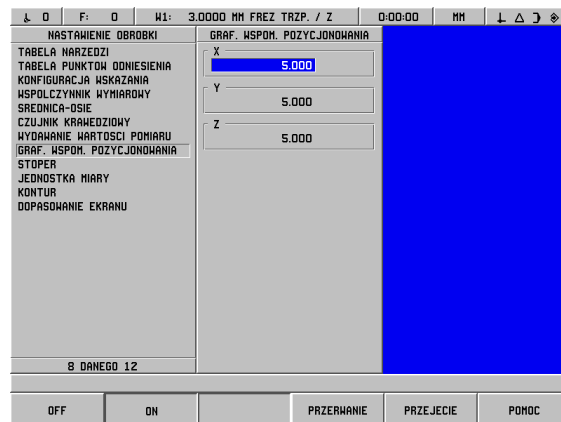 0 F: 0 W1: 3.0000 MM FREZ TRZP. / Z 0:00:00 MM
NASTAWIENIE OBROBKI
TABELA NARZEDZI
TABELA PUNKTOW ODNIESIENIA
KONFIGURACJA WSKAZANIA
WSPOLCZYNNIK WYMIAROWY
SREDNICA-OSIE
CZUJNIK KRAWEDZIOWY
WYDAWANIE WARTOSCI POMIARU
GRAF. WSPOM. POZYCJONOWANIA
STOPER
JEDNOSTKA MIARY
KONTUR
DOPASOWANIE EKRANU
8 DANEGO 12
GRAF. WSPOM. POZYCJONOWANIA
X
5.000
Y
5.000
Z
5.000
OFF ON PRZERWANIE PRZEJECIE POMOC